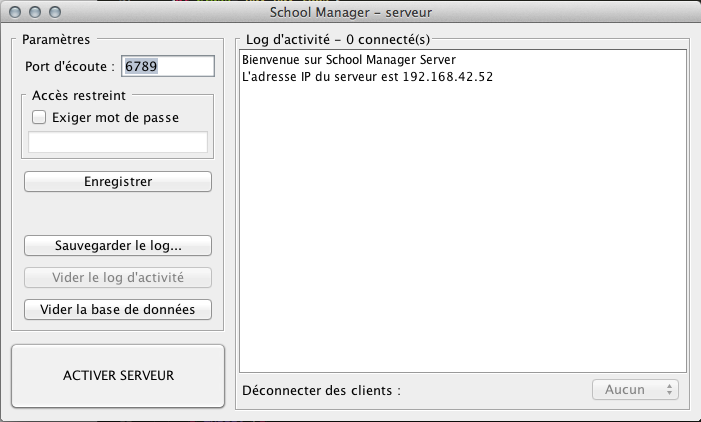 School Manager – serveur
Paramètres
Port d'écoute :
6789
Accès restreint
Exiger mot de passe
Enregistrer
Sauvegarder le log...
Vider le log d'activité
Vider la base de données
ACTIVER SERVEUR
Log d'activité – 0 connecté(s)
Bienvenue sur School Manager Server
L'adresse IP du serveur est 192.168.42.52
Déconnecter des clients :
Aucun